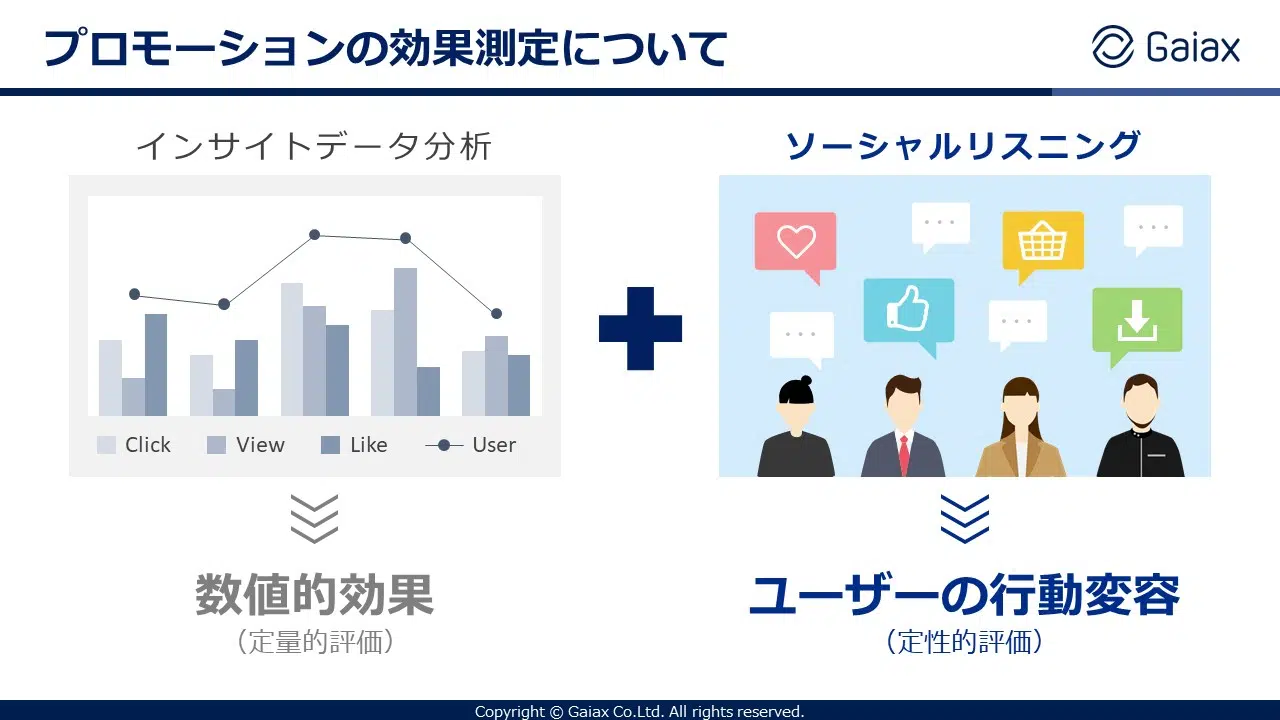 プロモーションの効果測定について
Gaiax
インサイトデータ分析
Click View Like User
数値的効果
（定量的評価）
ソーシャルリスニング
ユーザーの行動変容
（定性的評価）
Copyright © Gaiax Co.Ltd. All rights reserved.